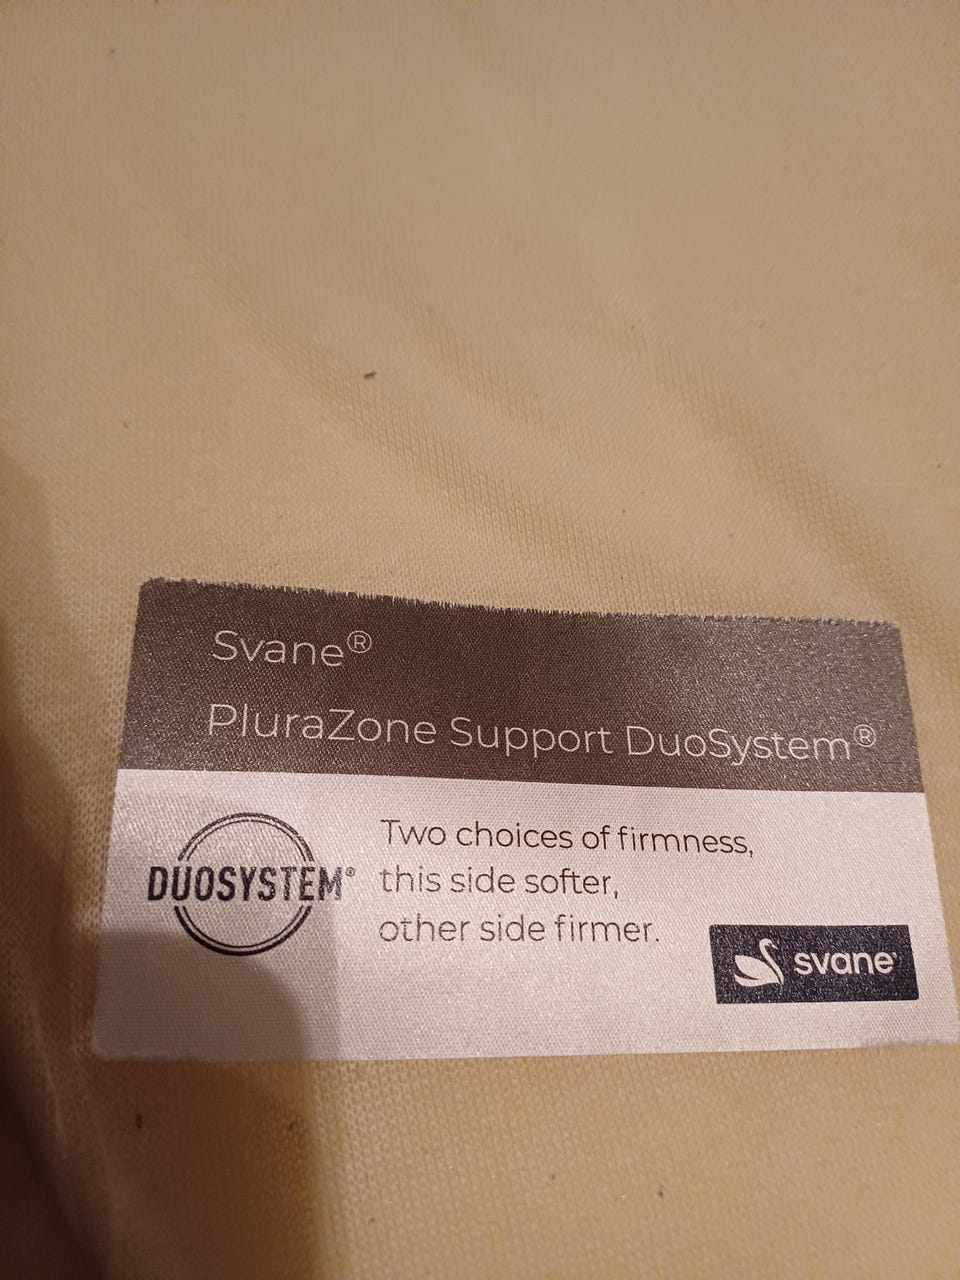 Svane®
PluraZone Support DuoSystem®
DUOSYSTEM®
Two choices of firmness,
this side softer,
other side firmer.
svane®